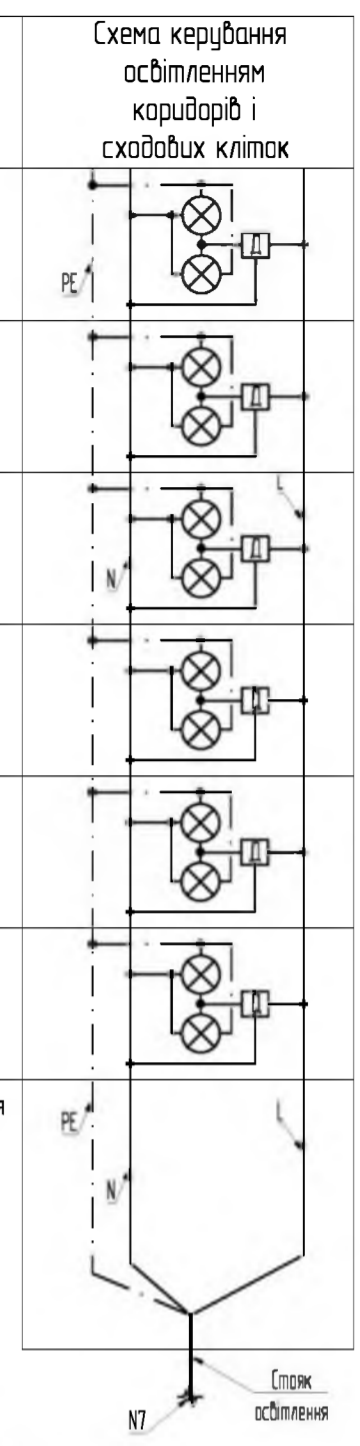 Схема керування
освітленням
коридорів і
сходових кліток
Д
PE
Д
L
Д
N
Д
Д
Д
я
PE
L
N
Стояк
освітлення
N7